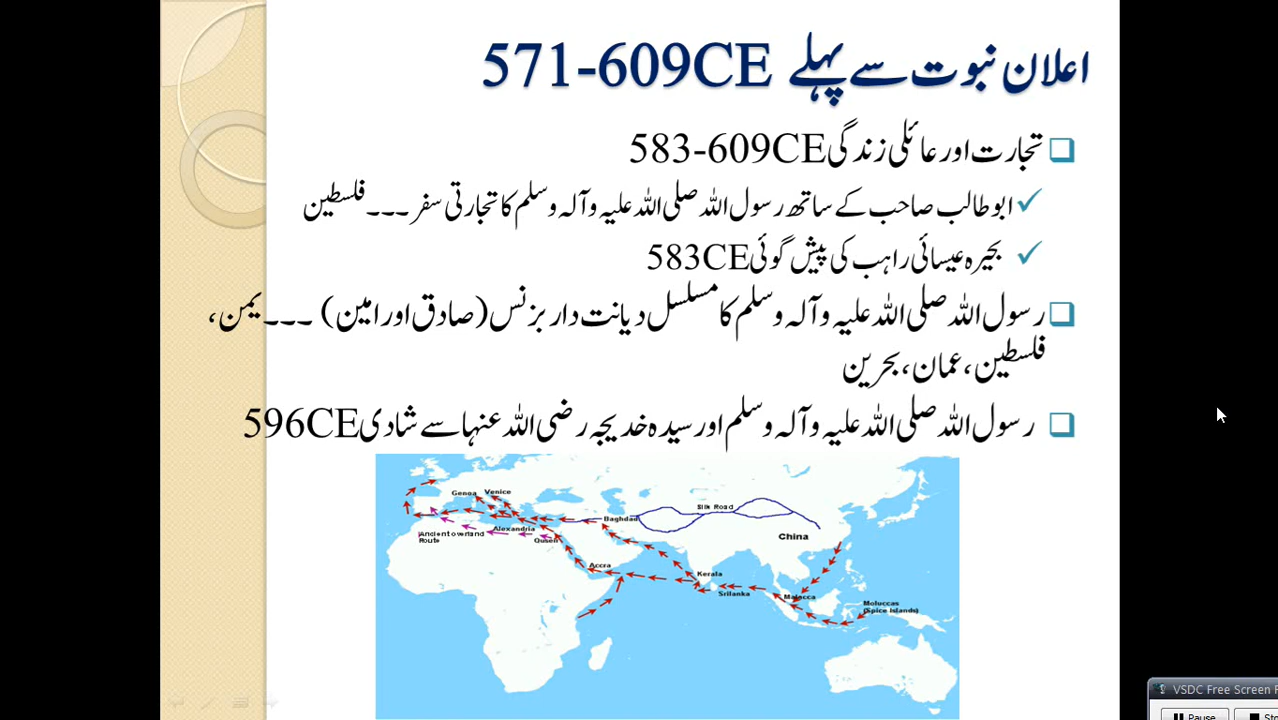 اعلان نبوت سے پہلے 571-609CE
تجارت اور عائلی زندگی 583-609CE
ابو طالب صاحب کے ساتھ رسول اللہ صلی اللہ علیہ وآلہ وسلم کا تجارتی سفر ۔۔۔ فلسطین
بحیرہ عیسائی راہب کی پیش گوئی 583CE
رسول اللہ صلی اللہ علیہ وآلہ وسلم کا مسلسل دیانت دار بزنس (صادق اور امین) ۔۔۔ یمن،
فلسطین، عمان، بحرین
رسول اللہ صلی اللہ علیہ وآلہ وسلم اور سیدہ خدیجہ رضی اللہ عنہا سے شادی 596CE
Genoa
Venice
Silk Road
Baghdad
Alexandria
Ancient overland
Route
China
Accra
Kerala
Srilanka
Malacca
Moluccas
(Spice Islands)
VSDC Free Screen
Pause